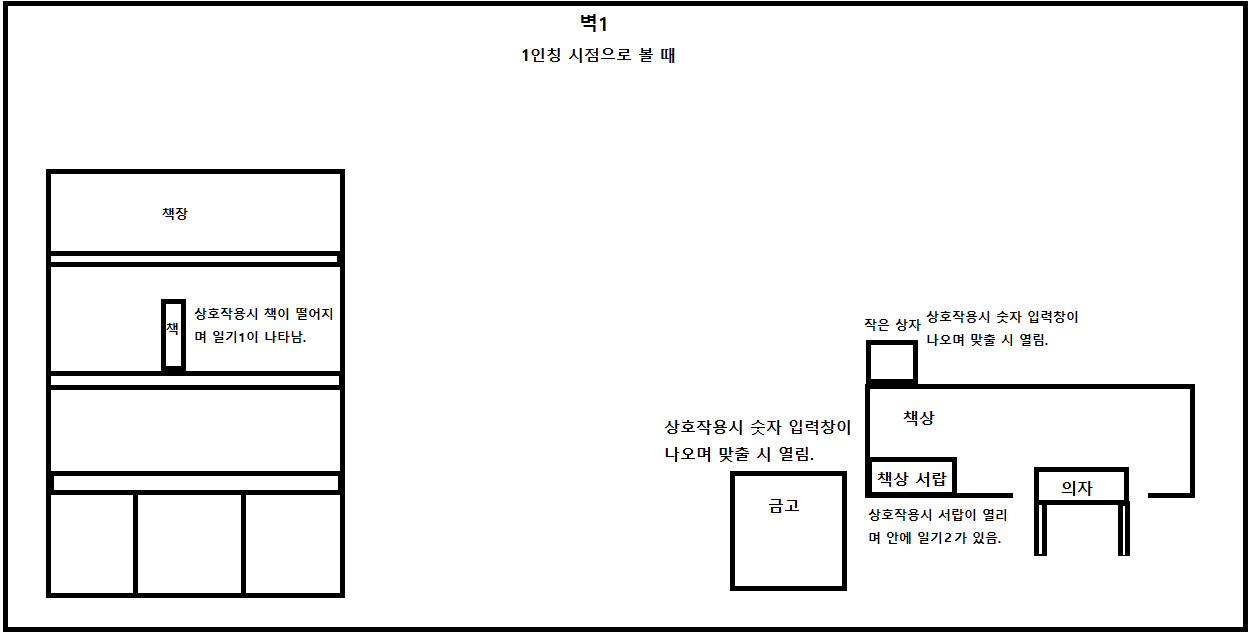 벽1
1인칭 시점으로 볼 때
책장
책
상호작용시 책이 떨어지
며 일기1이 나타남.
작은 상자
상호작용시 숫자 입력창이
나오며 맞출 시 열림.
책상
상호작용시 숫자 입력창이
나오며 맞출 시 열림.
금고
책상 서랍
상호작용시 서랍이 열리
며 안에 일기2가 있음.
의자